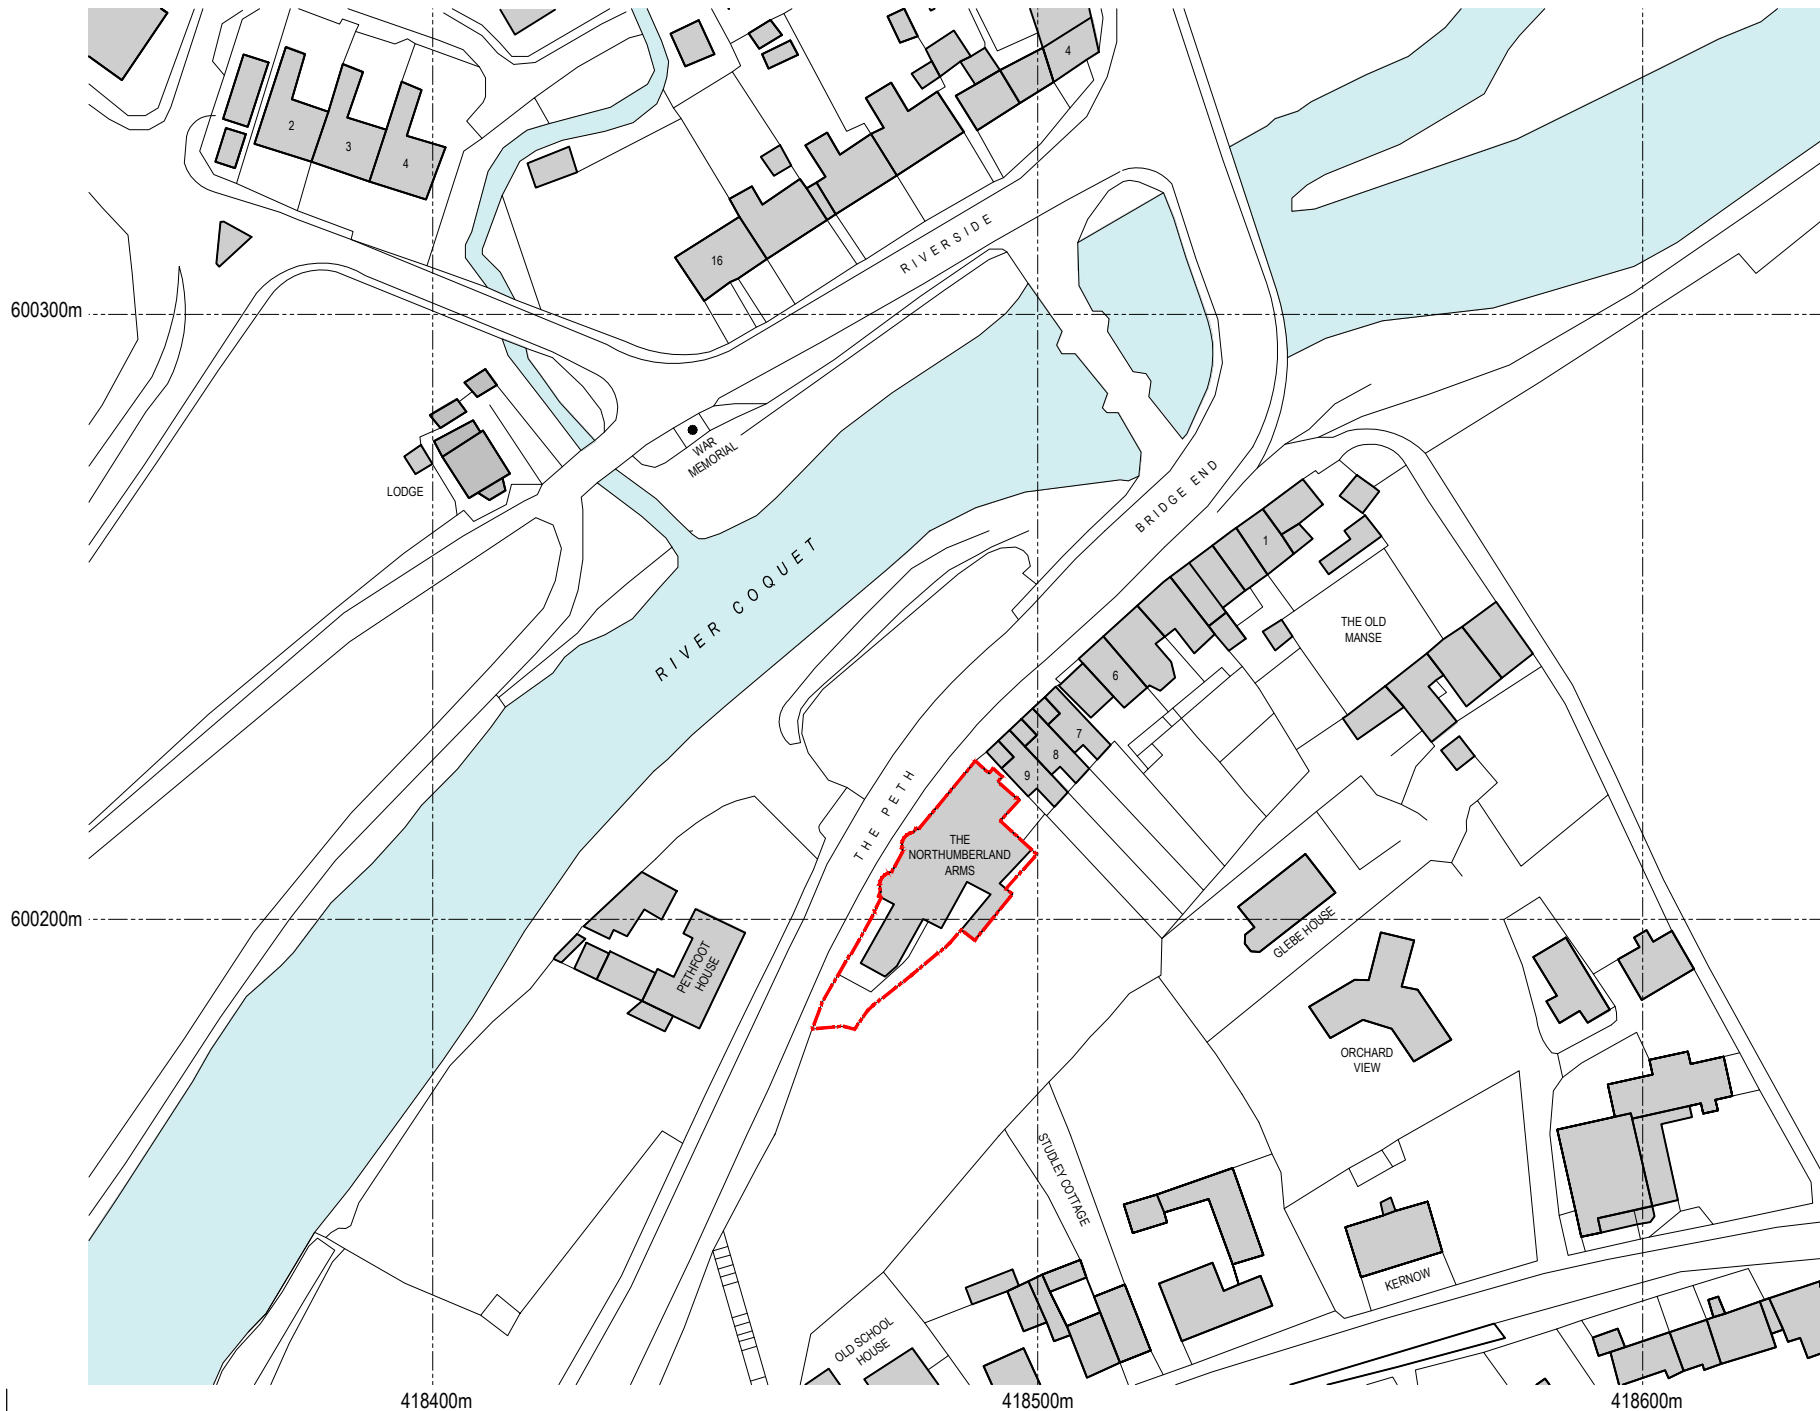 4
2
3
4
16
RIVERSIDE
600300m
WAR
MEMORIAL
LODGE
BRIDGE END
1
RIVER COQUET
THE OLD
MANSE
6
7
8
9
THE PETH
THE
NORTHUMBERLAND
ARMS
600200m
GLEBE HOUSE
PETHFOOT
HOUSE
ORCHARD
VIEW
STUDLEY COTTAGE
KERNOW
OLD SCHOOL
HOUSE
418400m
418500m
418600m